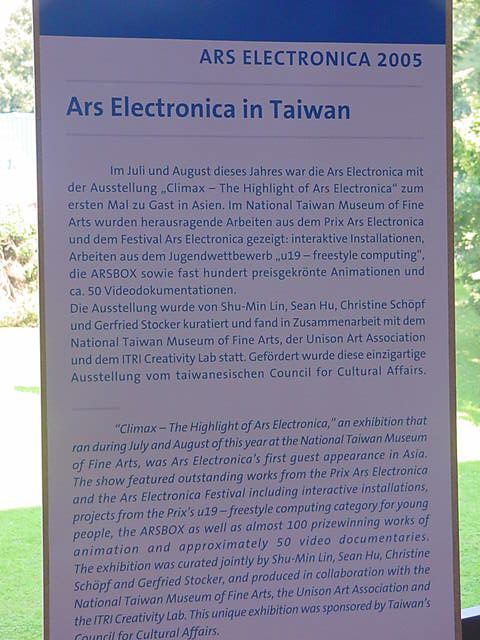 ARS ELECTRONICA 2005
Ars Electronica in Taiwan
Im Juli und August dieses Jahres war die Ars Electronica mit
der Ausstellung „Climax – The Highlight of Ars Electronica“ zum
ersten Mal zu Gast in Asien. Im National Taiwan Museum of Fine
Arts wurden herausragende Arbeiten aus dem Prix Ars Electronica
und dem Festival Ars Electronica gezeigt: interaktive Installationen,
Arbeiten aus dem Jugendwettbewerb „u19 – freestyle computing“,
die ARSBOX sowie fast hundert preisgekrönte Animationen und
ca. 50 Videodokumentationen.
Die Ausstellung wurde von Shu-Min Lin, Sean Hu, Christine Schöpf
und Gerfried Stocker kuratiert und fand in Zusammenarbeit mit dem
National Taiwan Museum of Fine Arts, der Unison Art Association
und dem ITRI Creativity Lab statt. Gefördert wurde diese einzigartige
Ausstellung vom taiwanesischen Council for Cultural Affairs.
“Climax – The Highlight of Ars Electronica,” an exhibition that
ran during July and August of this year at the National Taiwan Museum
of Fine Arts, was Ars Electronica's first guest appearance in Asia.
The show featured outstanding works from the Prix Ars Electronica
and the Ars Electronica Festival including interactive installations,
projects from the Prix's u19 – freestyle computing category for young
people, the ARSBOX as well as almost 100 prizewinning works of
animation and approximately 50 video documentaries.
The exhibition was curated jointly by Shu-Min Lin, Sean Hu, Christine
Schöpf and Gerfried Stocker, and produced in collaboration with the
National Taiwan Museum of Fine Arts, the Unison Art Association and
the ITRI Creativity Lab. This unique exhibition was sponsored by Taiwan's
Council for Cultural Affairs.